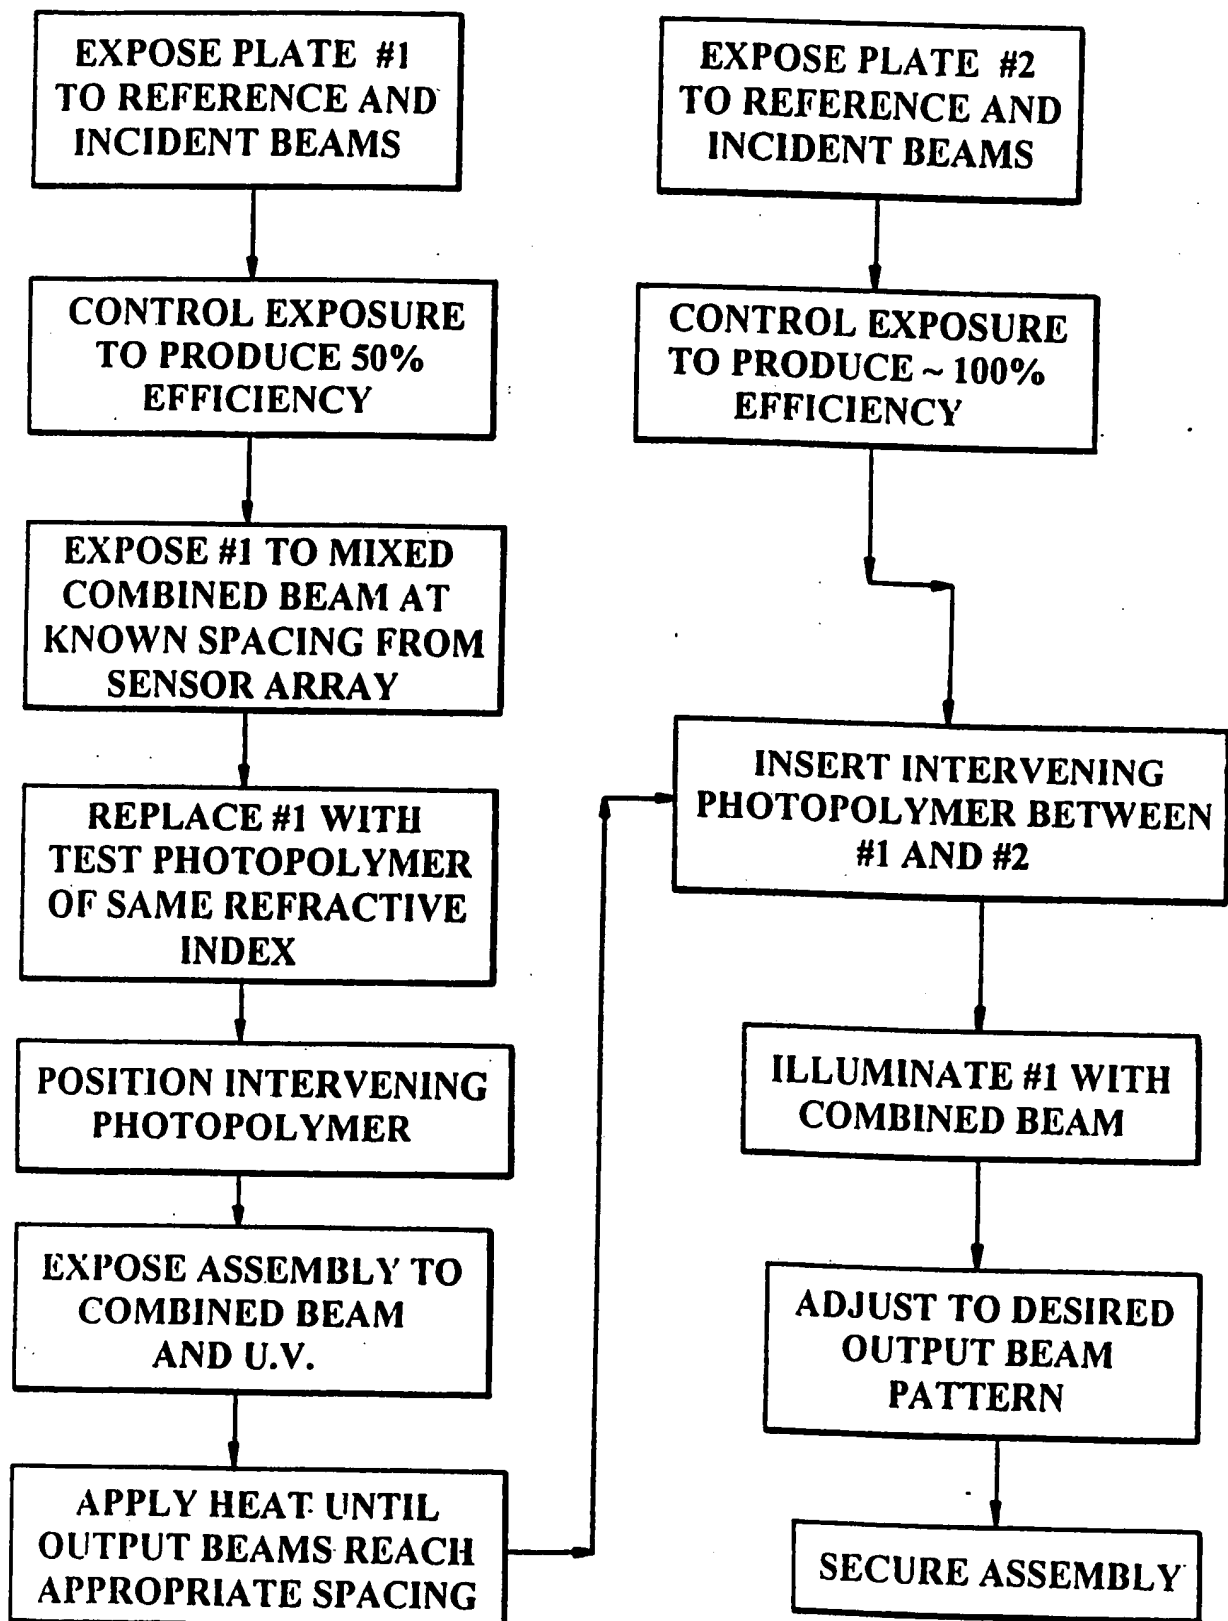 EXPOSE PLATE #1
TO REFERENCE AND
INCIDENT BEAMS
CONTROL EXPOSURE
TO PRODUCE 50%
EFFICIENCY
EXPOSE #1 TO MIXED
COMBINED BEAM AT
KNOWN SPACING FROM
SENSOR ARRAY
REPLACE #1 WITH
TEST PHOTOPOLYMER
OF SAME REFRACTIVE
INDEX
POSITION INTERVENING
PHOTOPOLYMER
EXPOSE ASSEMBLY TO
COMBINED BEAM
AND U.V.
APPLY HEAT UNTIL
OUTPUT BEAMS REACH
APPROPRIATE SPACING
EXPOSE PLATE #2
TO REFERENCE AND
INCIDENT BEAMS
CONTROL EXPOSURE
TO PRODUCE ~ 100%
EFFICIENCY
INSERT INTERVENING
PHOTOPOLYMER BETWEEN
#1 AND #2
ILLUMINATE #1 WITH
COMBINED BEAM
ADJUST TO DESIRED
OUTPUT BEAM
PATTERN
SECURE ASSEMBLY